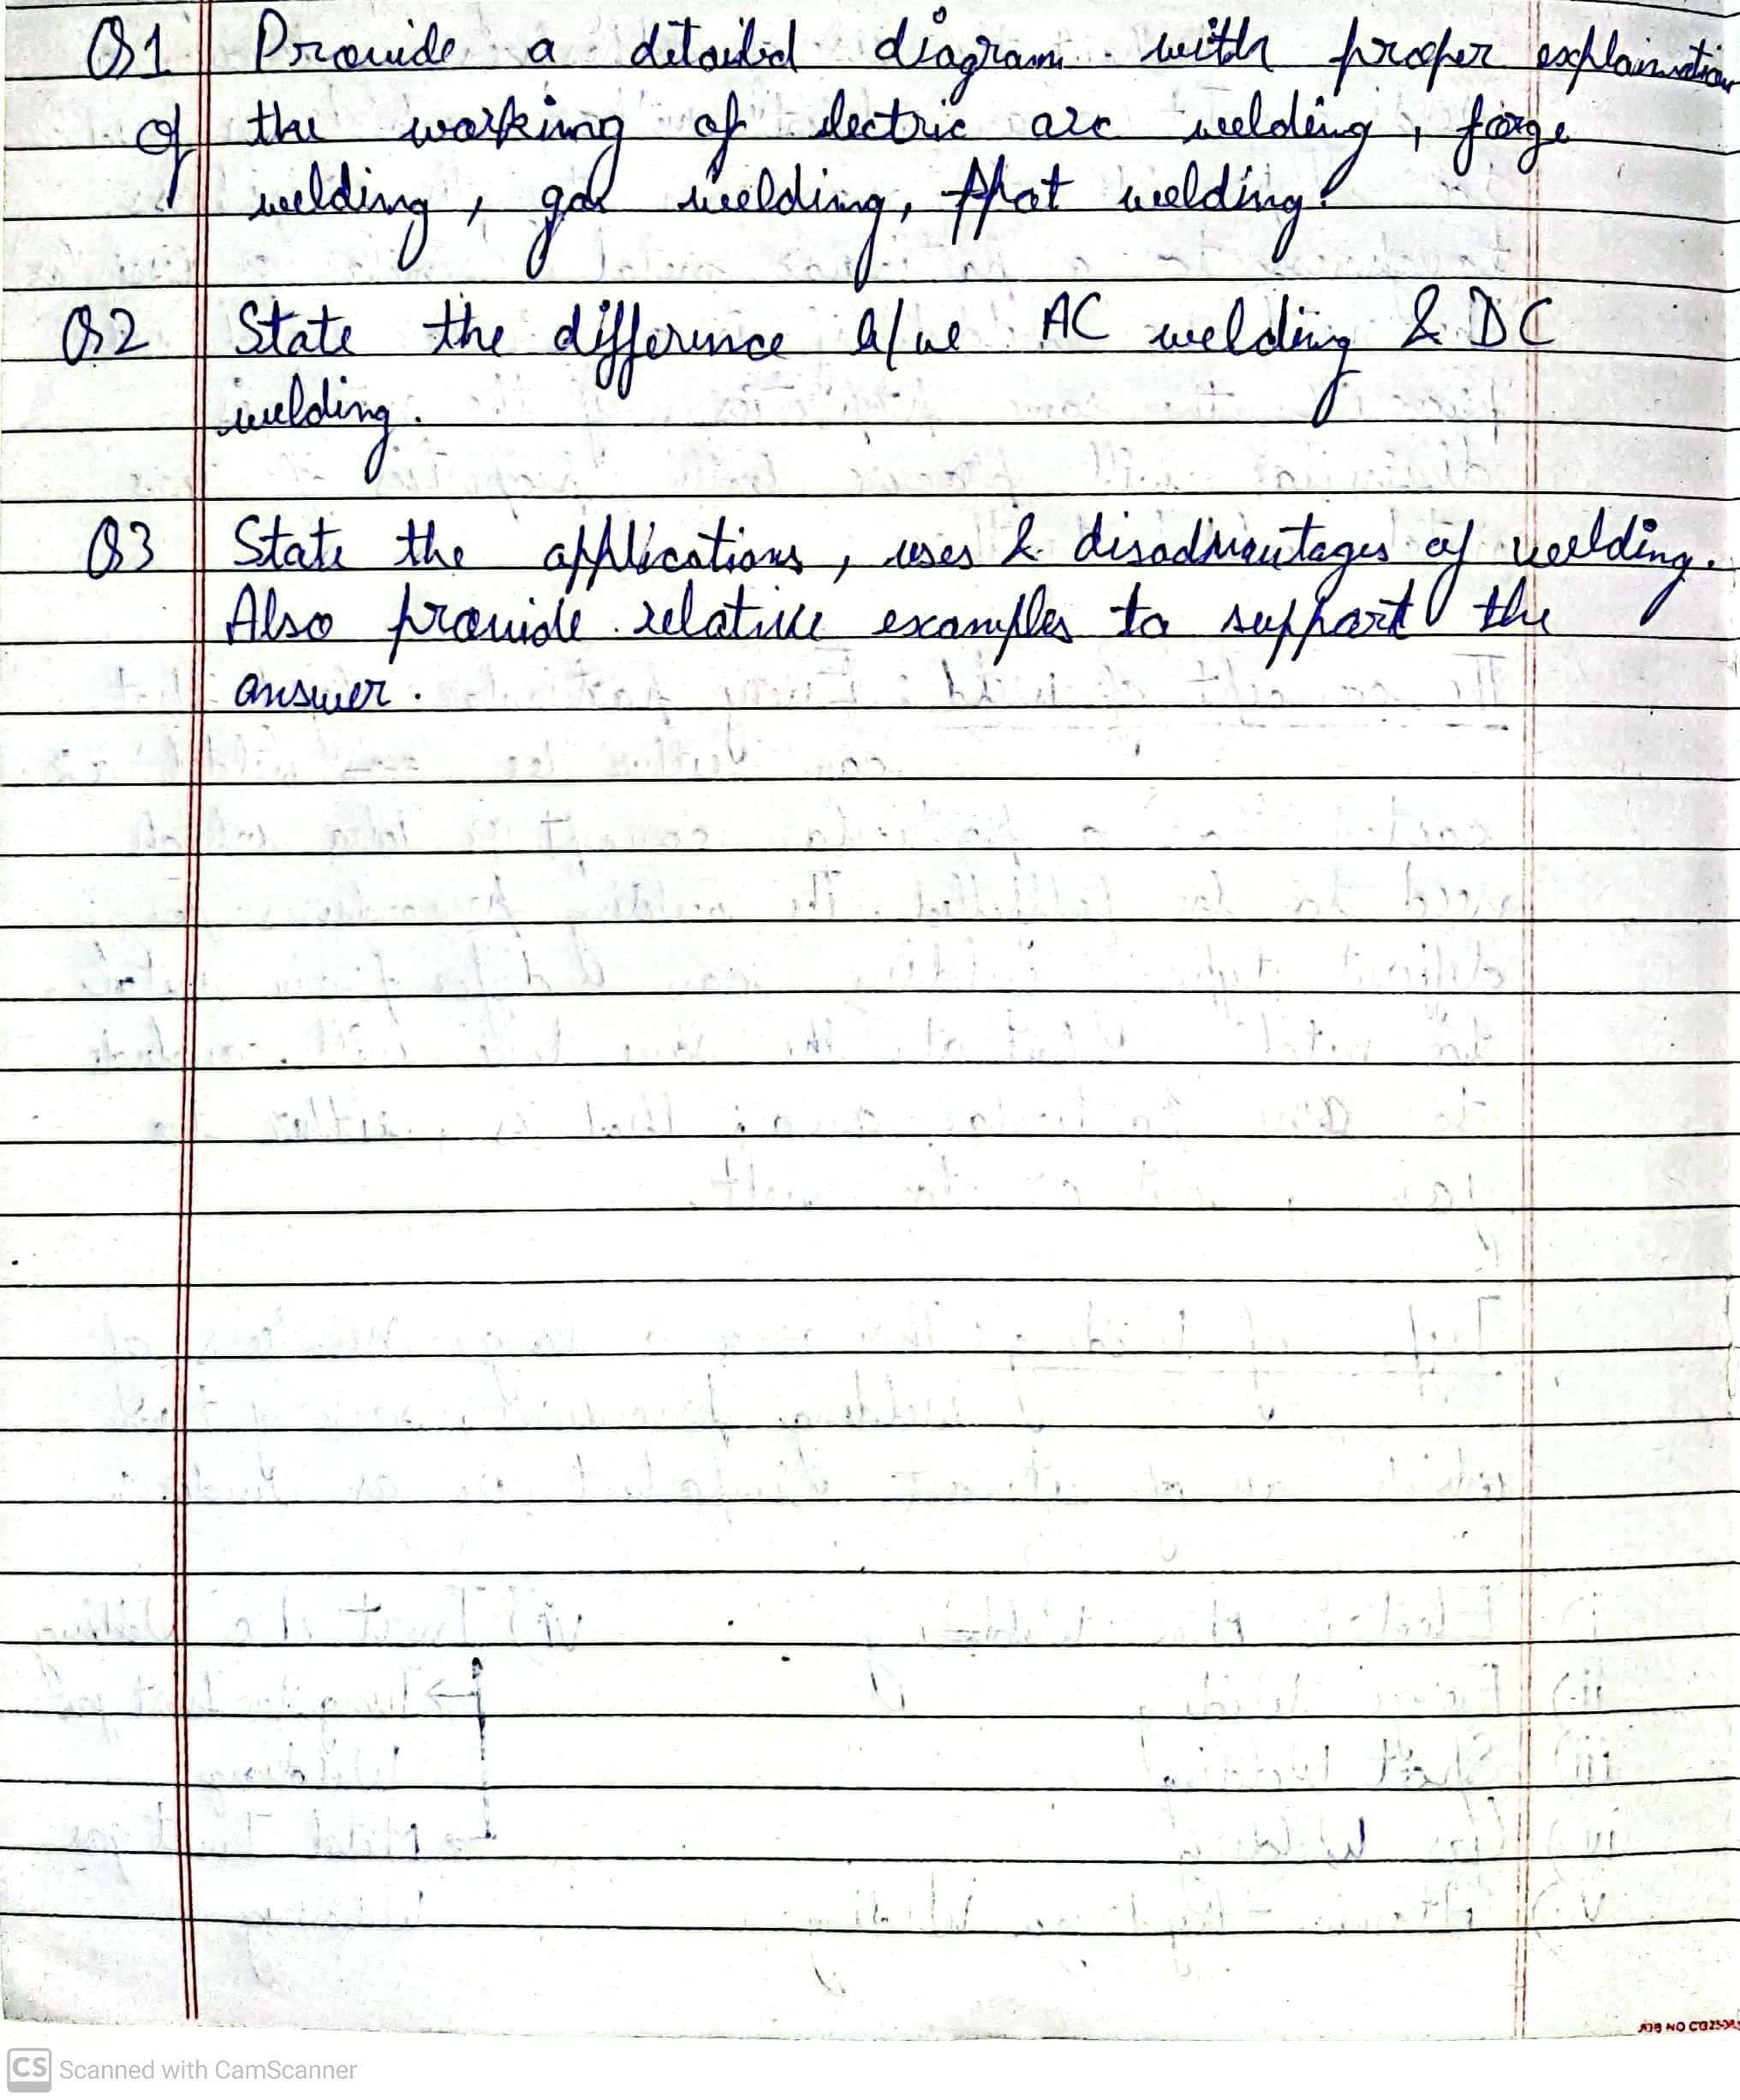 Q1 Provide a detailed diagram with proper explaination
of the working of electric arc welding, forge
welding, gas welding, spot welding.
Q2 State the difference b/w AC welding & DC
welding.
Q3 State the applications, uses & disadvantages of welding.
Also provide relative examples to support the
answer.
JOB NO
CS Scanned with CamScanner